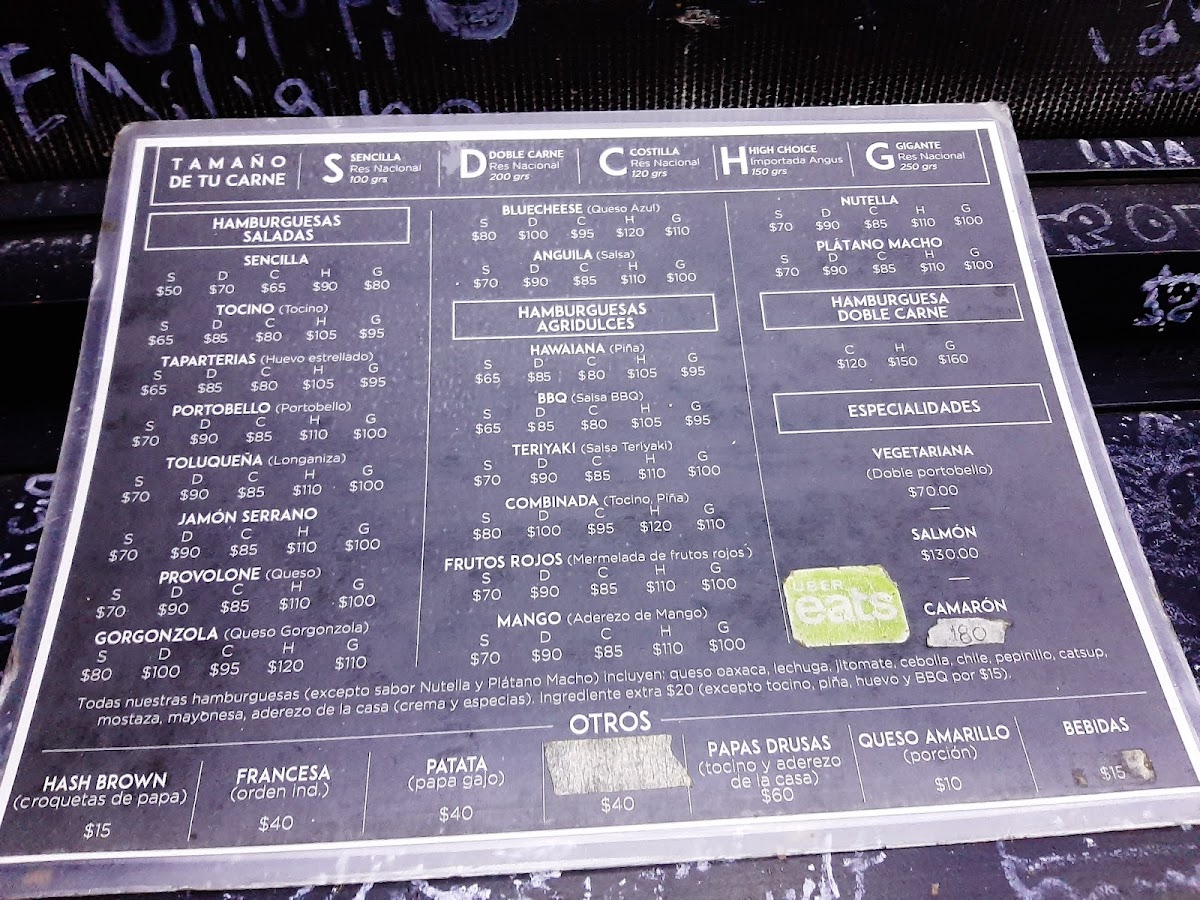 EMiliano
UNA
TAMAÑO
DE TU CARNE
S SENCILLA
Res Nacional
100 grs
D DOBLE CARNE
Res Nacional
200 grs
C COSTILLA
Res Nacional
120 grs
H HIGH CHOICE
Importada Angus
150 grs
G GIGANTE
Res Nacional
250 grs
HAMBURGUESAS
SALADAS
SENCILLA
S D C H G
$50 $70 $65 $90 $80
TOCINO (Tocino)
S D C H G
$65 $85 $80 $105 $95
TAPARTERIAS (Huevo estrellado)
S D C H G
$65 $85 $80 $105 $95
PORTOBELLO (Portobello)
S D C H G
$70 $90 $85 $110 $100
TOLUQUEÑA (Longaniza)
S D C H G
$70 $90 $85 $110 $100
JAMÓN SERRANO
S D C H G
$70 $90 $85 $110 $100
PROVOLONE (Queso)
S D C H G
$70 $90 $85 $110 $100
GORGONZOLA (Queso Gorgonzola)
S D C H G
$80 $100 $95 $120 $110
BLUECHEESE (Queso Azul)
S D C H G
$80 $100 $95 $120 $110
ANGUILA (Salsa)
S D C H G
$70 $90 $85 $110 $100
HAMBURGUESAS
AGRIDULCES
HAWAIANA (Piña)
S D C H G
$65 $85 $80 $105 $95
BBQ (Salsa BBQ)
S D C H G
$65 $85 $80 $105 $95
TERIYAKI (Salsa Teriyaki)
S D C H G
$70 $90 $85 $110 $100
COMBINADA (Tocino, Piña)
S D C H G
$80 $100 $95 $120 $110
FRUTOS ROJOS (Mermelada de frutos rojos)
S D C H G
$70 $90 $85 $110 $100
MANGO (Aderezo de Mango)
S D C H G
$70 $90 $85 $110 $100
NUTELLA
S D C H G
$70 $90 $85 $110 $100
PLÁTANO MACHO
S D C H G
$70 $90 $85 $110 $100
HAMBURGUESA
DOBLE CARNE
C H G
$120 $150 $160
ESPECIALIDADES
VEGETARIANA
(Doble portobello)
$70.00
SALMÓN
$130.00
CAMARÓN
180
UBER
eats
Todas nuestras hamburguesas (excepto sabor Nutella y Plátano Macho) incluyen: queso oaxaca, lechuga, jitomate, cebolla, chile, pepinillo, catsup,
mostaza, mayonesa, aderezo de la casa (crema y especias). Ingrediente extra $20 (excepto tocino, piña, huevo y BBQ por $15).
OTROS
HASH BROWN
(croquetas de papa)
$15
FRANCESA
(orden ind.)
$40
PATATA
(papa gajo)
$40
$40
PAPAS DRUSAS
(tocino y aderezo
de la casa)
$60
QUESO AMARILLO
(porción)
$10
BEBIDAS
$15